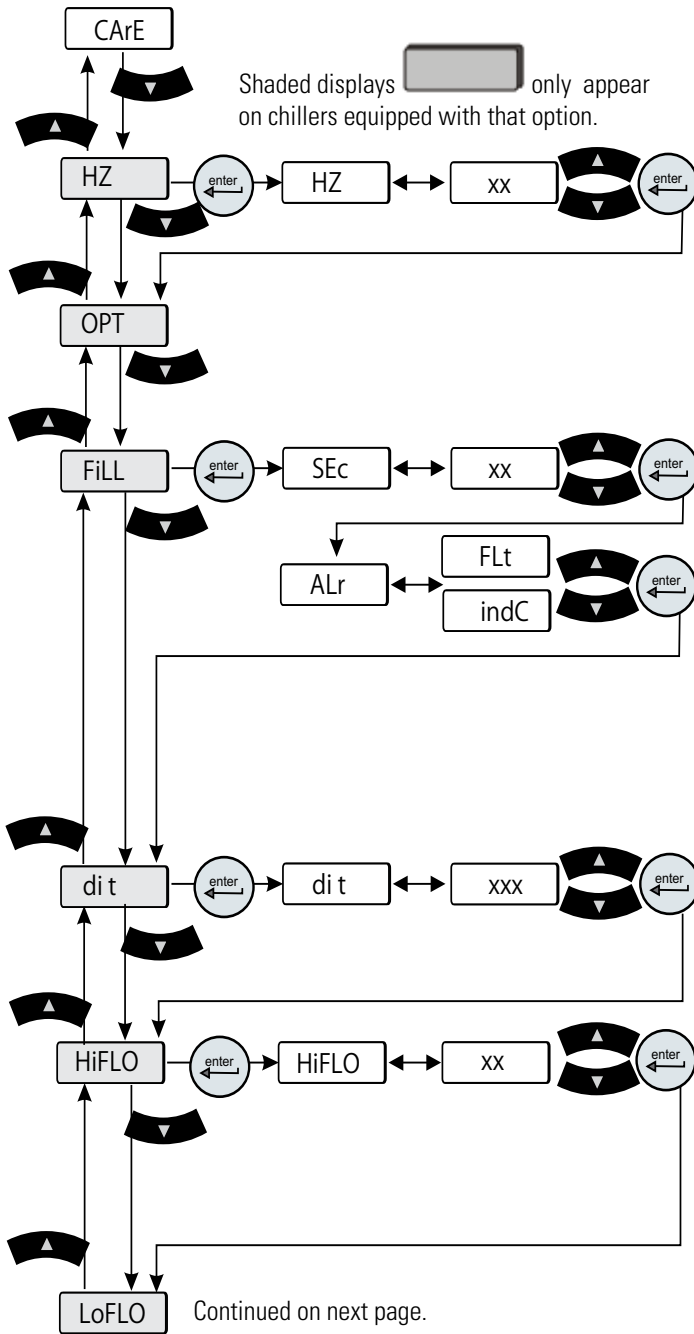 CArE
Shaded displays only appear
on chillers equipped with that option.
HZ enter HZ xx enter
OPT
FiLL enter SEc xx enter
FLt
ALr enter
indC
di t enter di t xxx enter
HiFLO enter HiFLO xx enter
LoFLO Continued on next page.